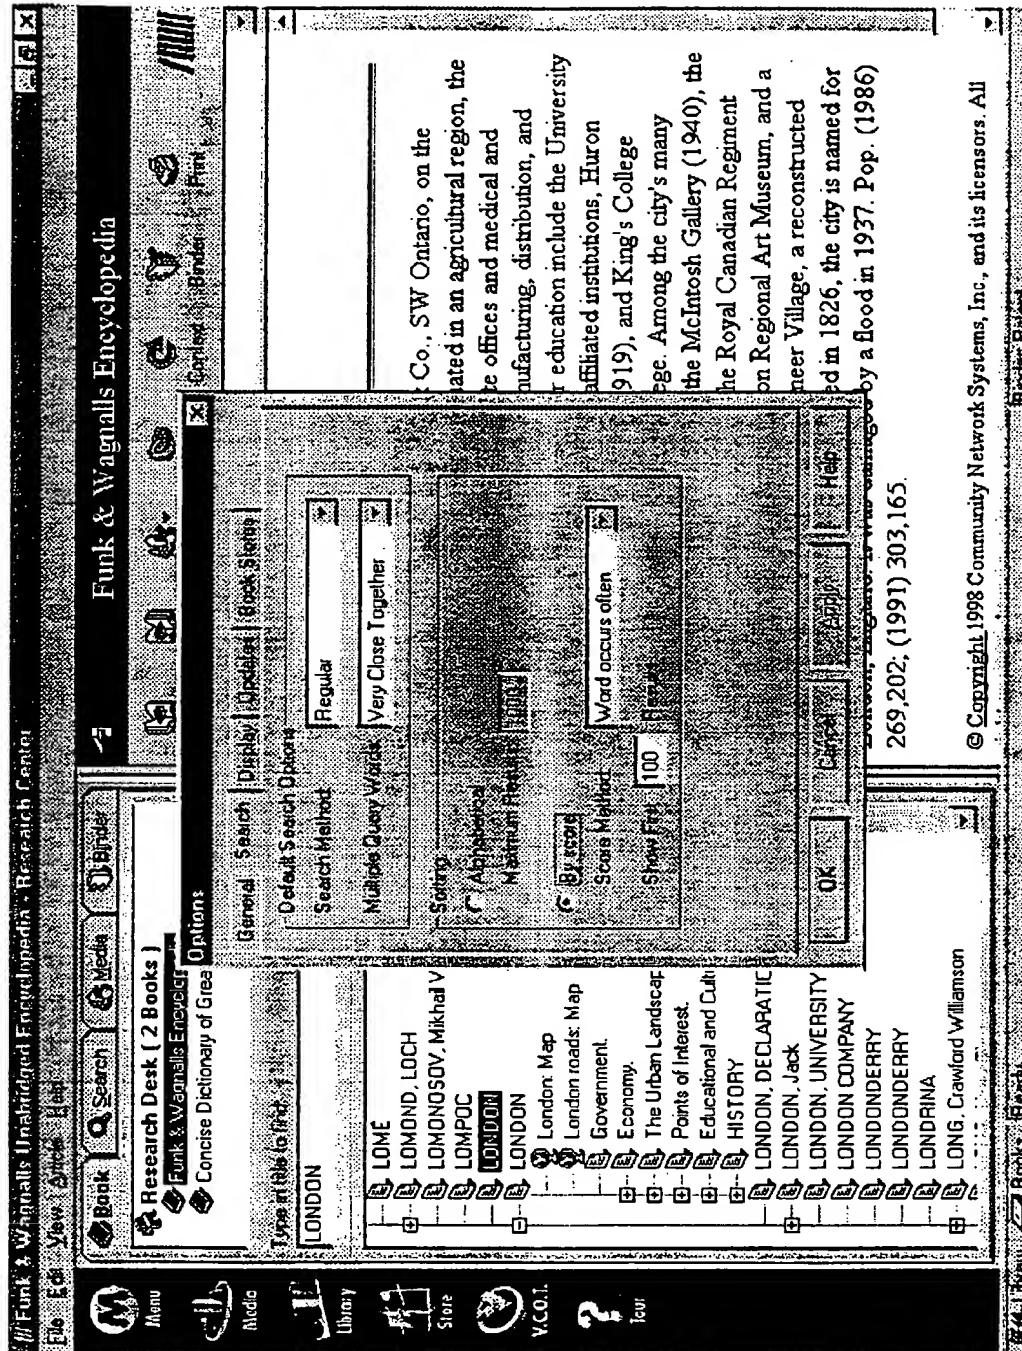 Funk & Wagnalls Unabridged Encyclopedia - Research Center
File Edit View Article Help
Menu
Media
Library
Store
V.C.O.T.
Tour
Book
Search
Media
Binder
Research Desk ( 2 Books )
Funk & Wagnalls Encyclo
Concise Dictionary of Grea
LONDON
LOMÉ
LOMOND, LOCH
LOMONOSOV, Mikhail V
LOMPOC
LONDON
LONDON
London: Map
London roads: Map
Government.
Economy.
The Urban Landscap
Points of Interest.
Educational and Cultu
HISTORY
LONDON, DECLARATIC
LONDON, Jack
LONDON, UNIVERSITY
LONDON COMPANY
LONDONDERRY
LONDONDERRY
LONDRINA
LONG, Crawford Williamson
Funk & Wagnalls Encyclopedia
Context
Binder
Print
Options
General
Search
Display
Updates
Default Search Options
Search Method:
Regular
Multiple Query Words:
Very Close Together
Sorting
Alphabetical
Maximum Results
By score
Score Method:
Word occurs often
Show First
100
Results
OK
Cancel
Apply
Help
Co., SW Ontario, on the
ated in an agricultural region, the
ce offices and medical and
nufacturing, distribution, and
r education include the University
affiliated institutions, Huron
919), and King's College
ege. Among the city's many
the McIntosh Gallery (1940), the
he Royal Canadian Regiment
on Regional Art Museum, and a
neer Village, a reconstructed
ed in 1826, the city is named for
by a flood in 1937. Pop. (1986)
269,202; (1991) 303,165.
© Copyright 1998 Community Network Systems, Inc., and its licensors. All